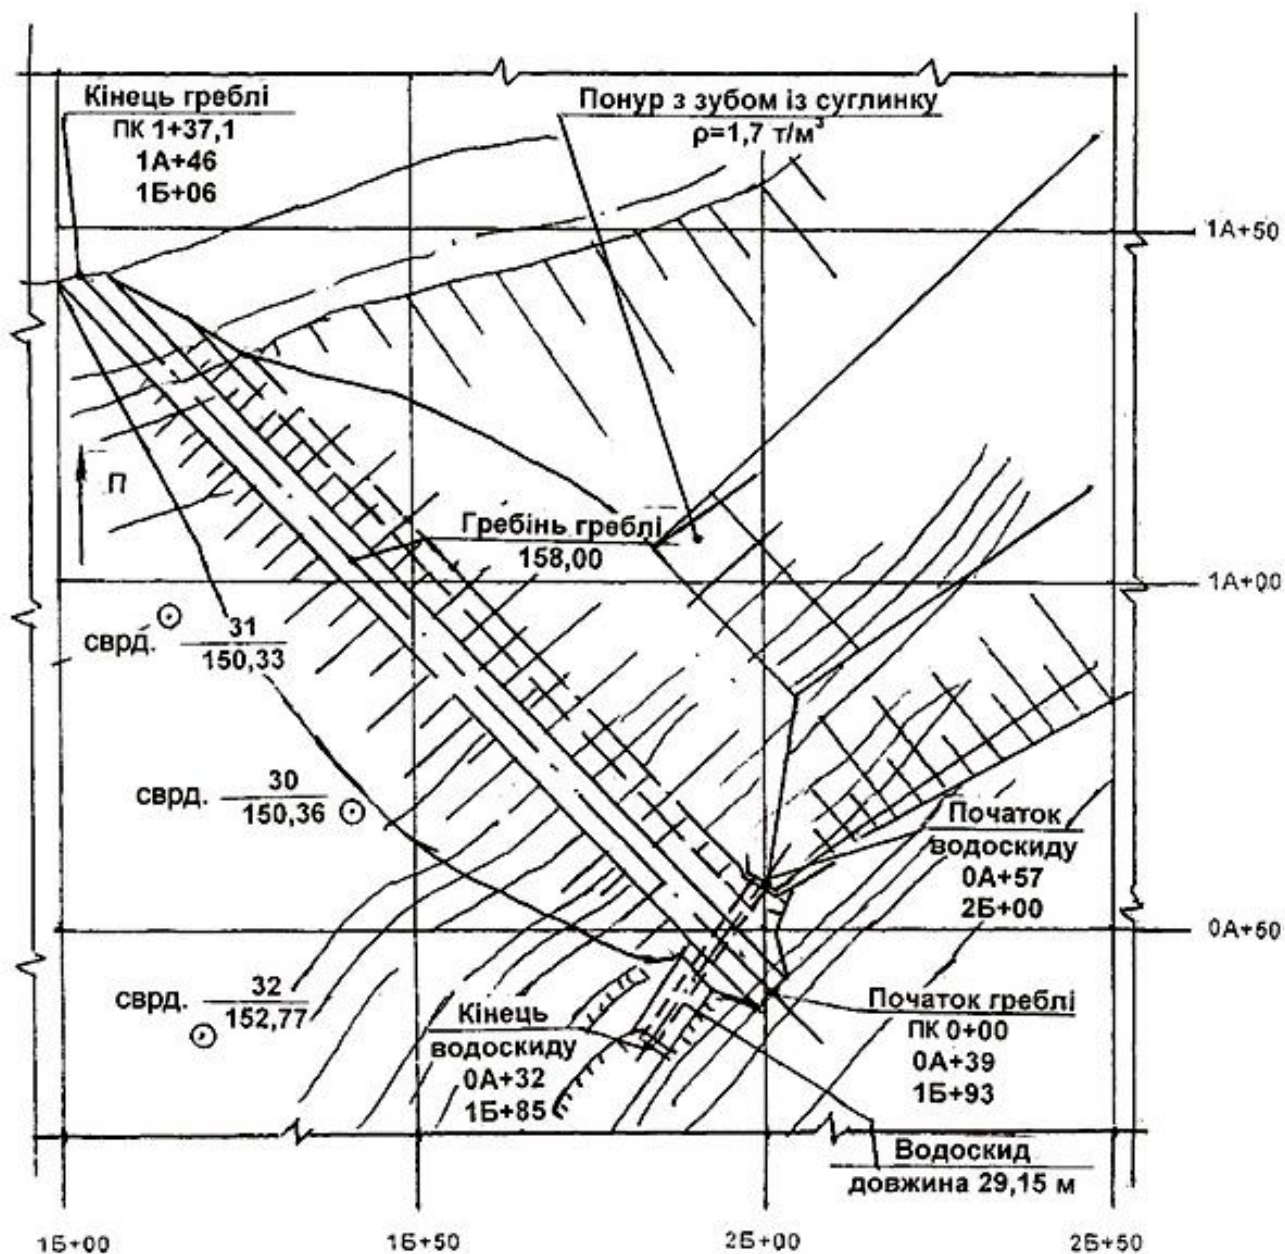 Кінець греблі
ПК 1+37,1
1А+46
1Б+06
Понур з зубом із суглинку
ρ=1,7 т/м³
1А+50
П
Гребінь греблі
158,00
1А+00
сврд. 31
150,33
сврд. 30
150,36
Початок
водоскиду
0А+57
2Б+00
0А+50
сврд. 32
152,77
Кінець
водоскиду
0А+32
1Б+85
Початок греблі
ПК 0+00
0А+39
1Б+93
Водоскид
довжина 29,15 м
1Б+00
1Б+50
2Б+00
2Б+50